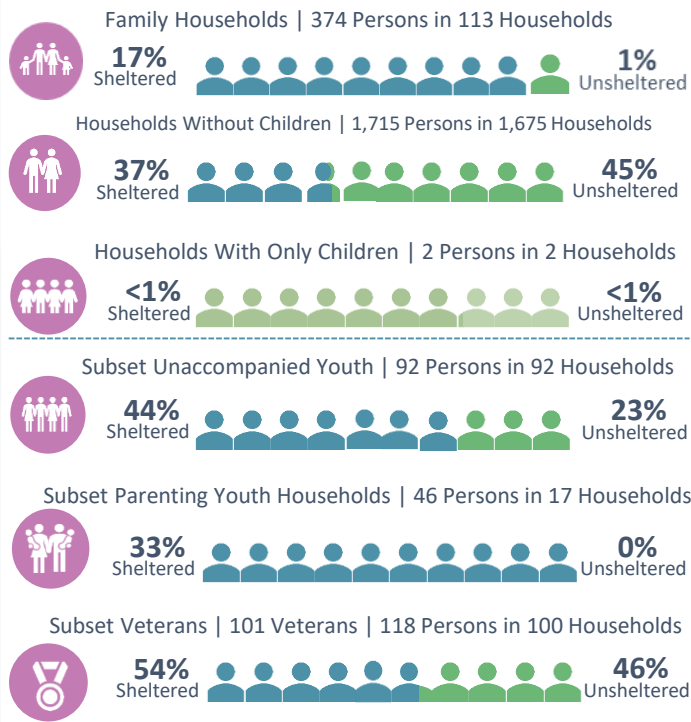 Family Households | 374 Persons in 113 Households
17%
Sheltered
1%
Unsheltered
Households Without Children | 1,715 Persons in 1,675 Households
37%
Sheltered
45%
Unsheltered
Households With Only Children | 2 Persons in 2 Households
<1%
Sheltered
<1%
Unsheltered
Subset Unaccompanied Youth | 92 Persons in 92 Households
44%
Sheltered
23%
Unsheltered
Subset Parenting Youth Households | 46 Persons in 17 Households
33%
Sheltered
0%
Unsheltered
Subset Veterans | 101 Veterans | 118 Persons in 100 Households
54%
Sheltered
46%
Unsheltered